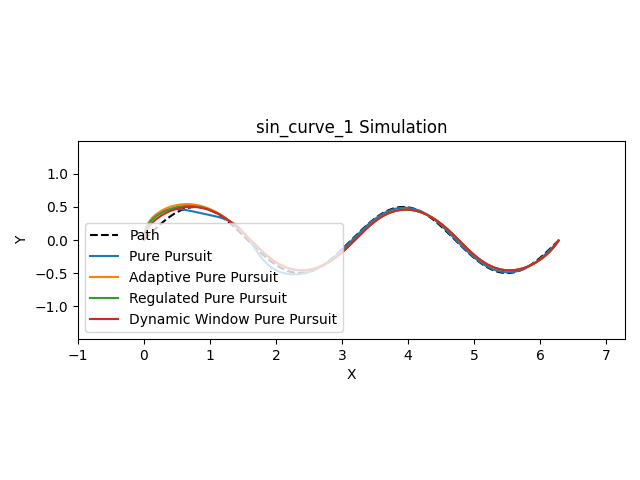 sin_curve_1 Simulation
Y
1.0
0.5
0.0
−0.5
−1.0
Path
Pure Pursuit
Adaptive Pure Pursuit
Regulated Pure Pursuit
Dynamic Window Pure Pursuit
−1 0 1 2 3 4 5 6 7
X